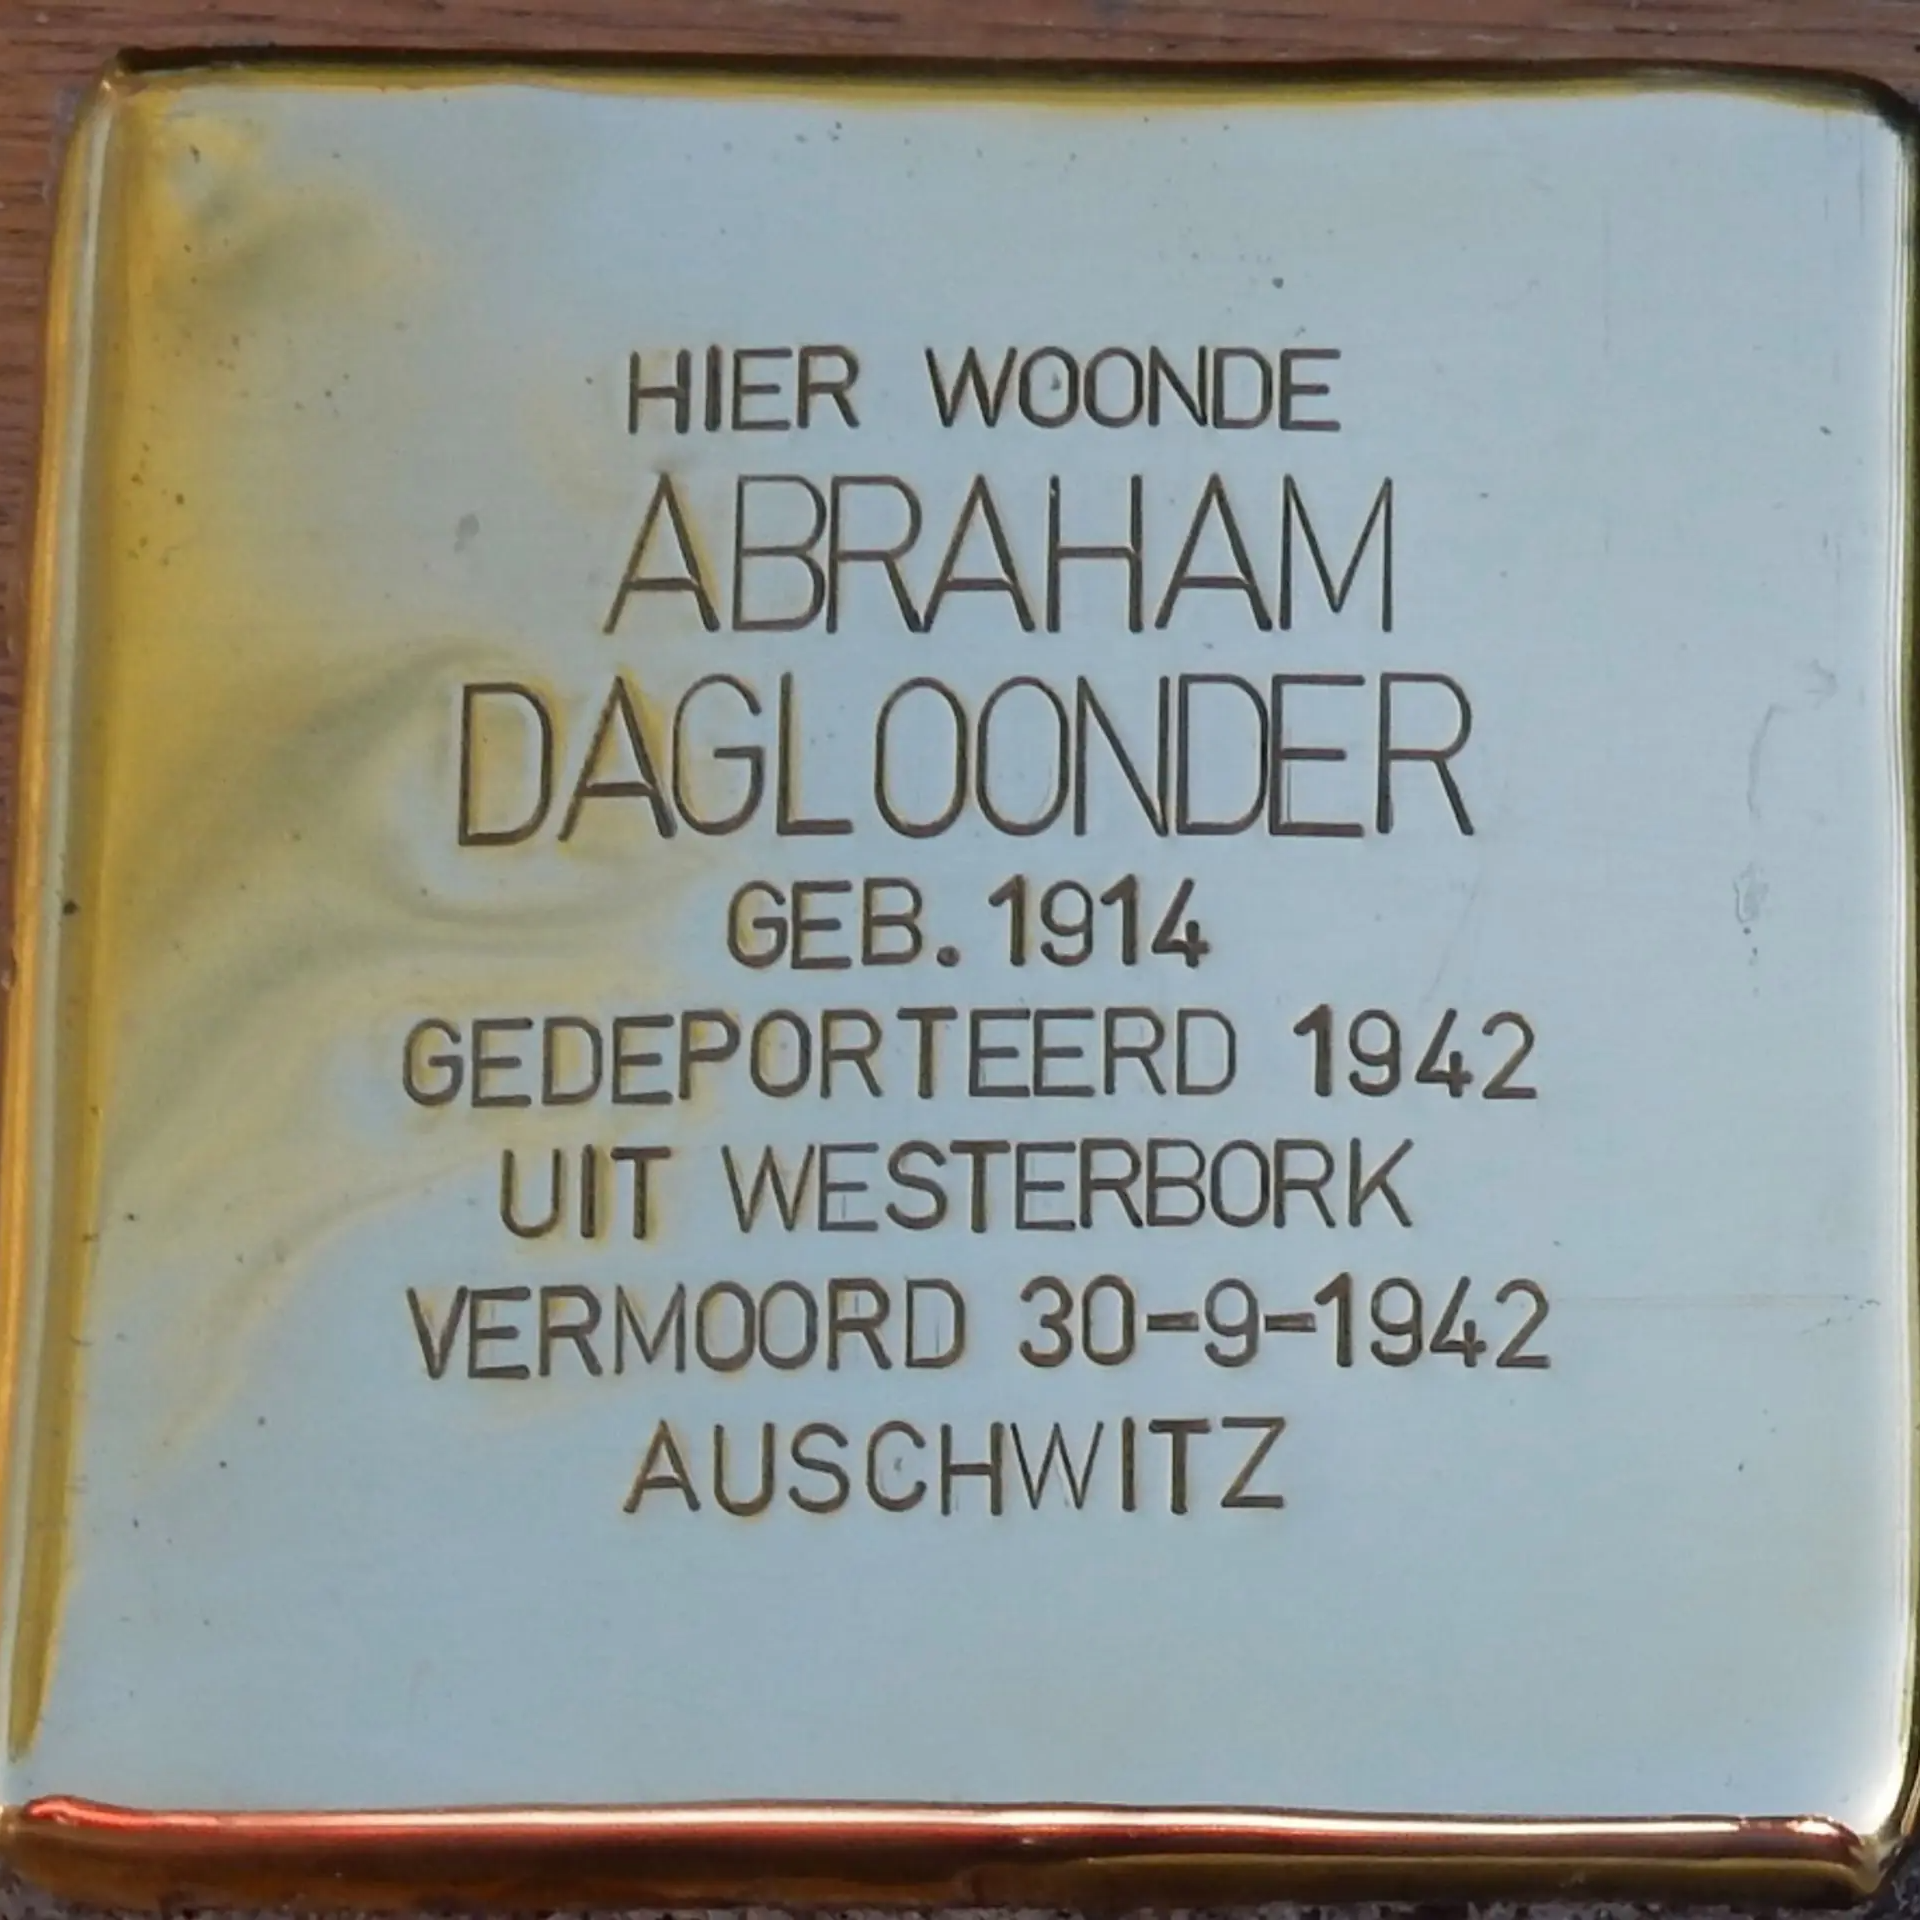 HIER WOONDE
ABRAHAM
DAGLOONDER
GEB. 1914
GEDEPORTEERD 1942
UIT WESTERBORK
VERMOORD 30-9-1942
AUSCHWITZ